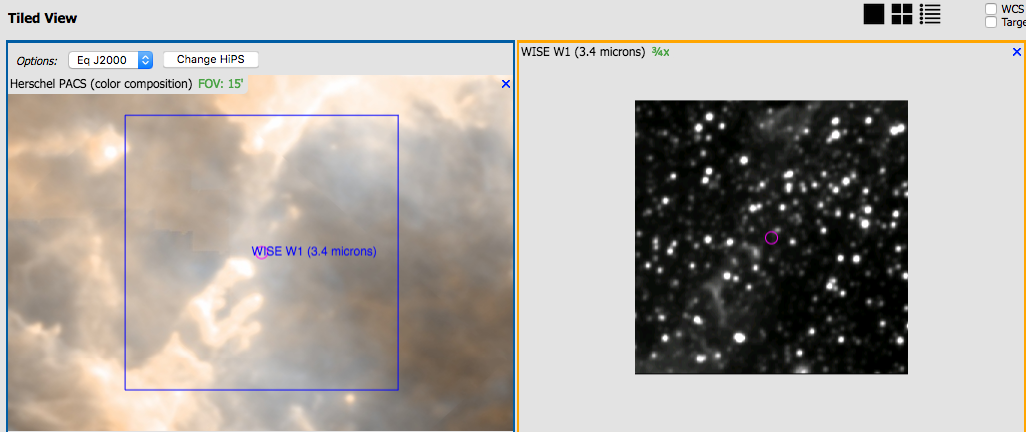 Tiled View
WCS
Targe
Options: Eq J2000 Change HiPS
Herschel PACS (color composition) FOV: 15'
WISE W1 (3.4 microns)
WISE W1 (3.4 microns) ¾x